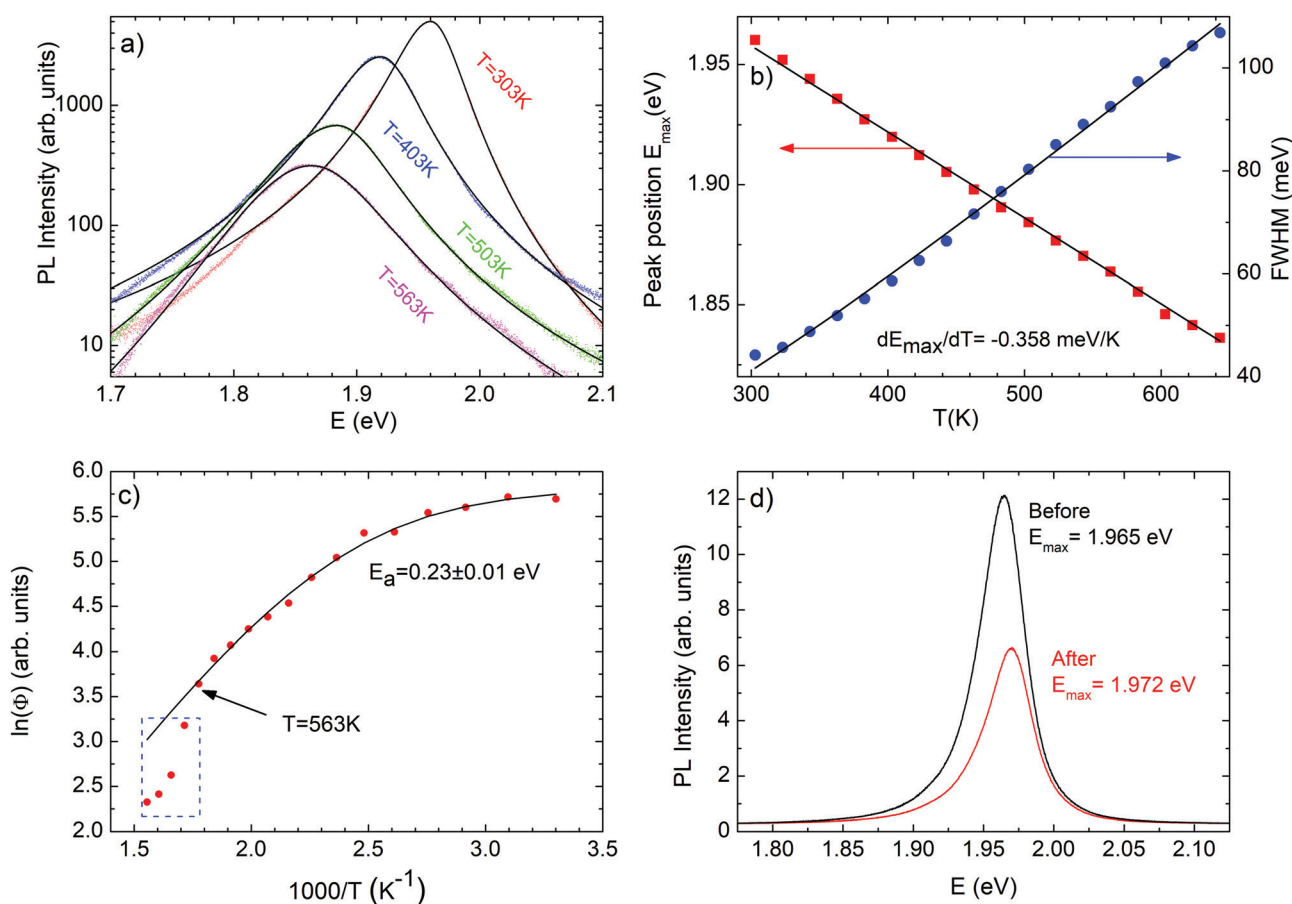 a)
PL Intensity (arb. units)
1000
100
10
T=303K
T=403K
T=503K
T=563K
1.7 1.8 1.9 2.0 2.1
E (eV)
b)
Peak position E_max(eV)
1.95
1.90
1.85
FWHM (meV)
100
80
60
40
dE_max/dT= -0.358 meV/K
300 400 500 600
T(K)
c)
ln(Φ) (arb. units)
6.0
5.5
5.0
4.5
4.0
3.5
3.0
2.5
2.0
E_a=0.23±0.01 eV
T=563K
1.5 2.0 2.5 3.0 3.5
1000/T (K⁻¹)
d)
PL Intensity (arb. units)
12
10
8
6
4
2
0
Before
E_max= 1.965 eV
After
E_max= 1.972 eV
1.80 1.85 1.90 1.95 2.00 2.05 2.10
E (eV)